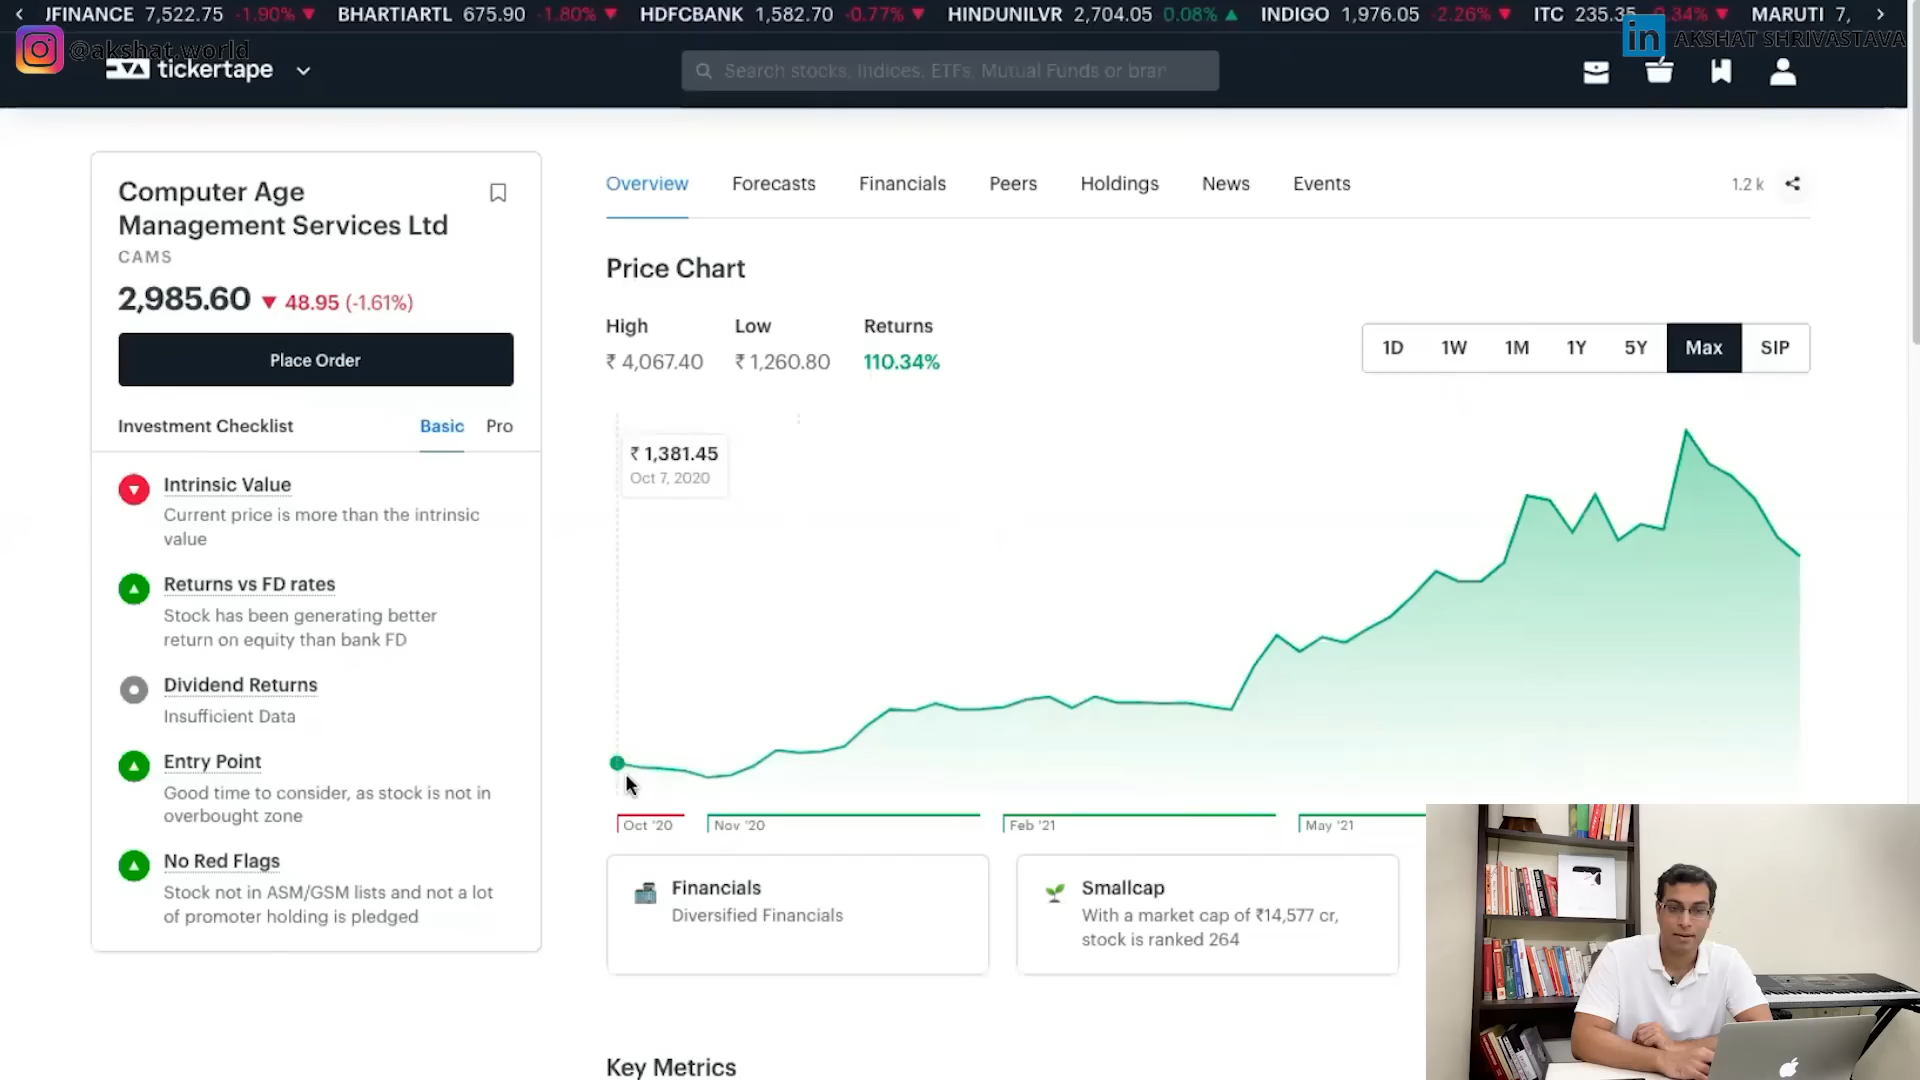 JFINANCE 7,522.75 -1.90% BHARTIARTL 675.90 -1.80% HDFCBANK 1,582.70 -0.77% HINDUNILVR 2,704.05 0.08% INDIGO 1,976.05 -2.26% ITC 235.35 0.34% MARUTI 7,
@akshat.world
in AKSHAT SHRIVASTAVA
tickertape
Search stocks, Indices, ETFs, Mutual Funds or bran
Computer Age
Management Services Ltd
CAMS
2,985.60 48.95 (-1.61%)
Place Order
Investment Checklist Basic Pro
Intrinsic Value
Current price is more than the intrinsic
value
Returns vs FD rates
Stock has been generating better
return on equity than bank FD
Dividend Returns
Insufficient Data
Entry Point
Good time to consider, as stock is not in
overbought zone
No Red Flags
Stock not in ASM/GSM lists and not a lot
of promoter holding is pledged
Overview Forecasts Financials Peers Holdings News Events
1.2 k
Price Chart
High Low Returns
₹ 4,067.40 ₹ 1,260.80 110.34%
1D 1W 1M 1Y 5Y Max SIP
₹ 1,381.45
Oct 7, 2020
Oct '20 Nov '20 Feb '21 May '21
Financials
Diversified Financials
Smallcap
With a market cap of ₹14,577 cr,
stock is ranked 264
Key Metrics